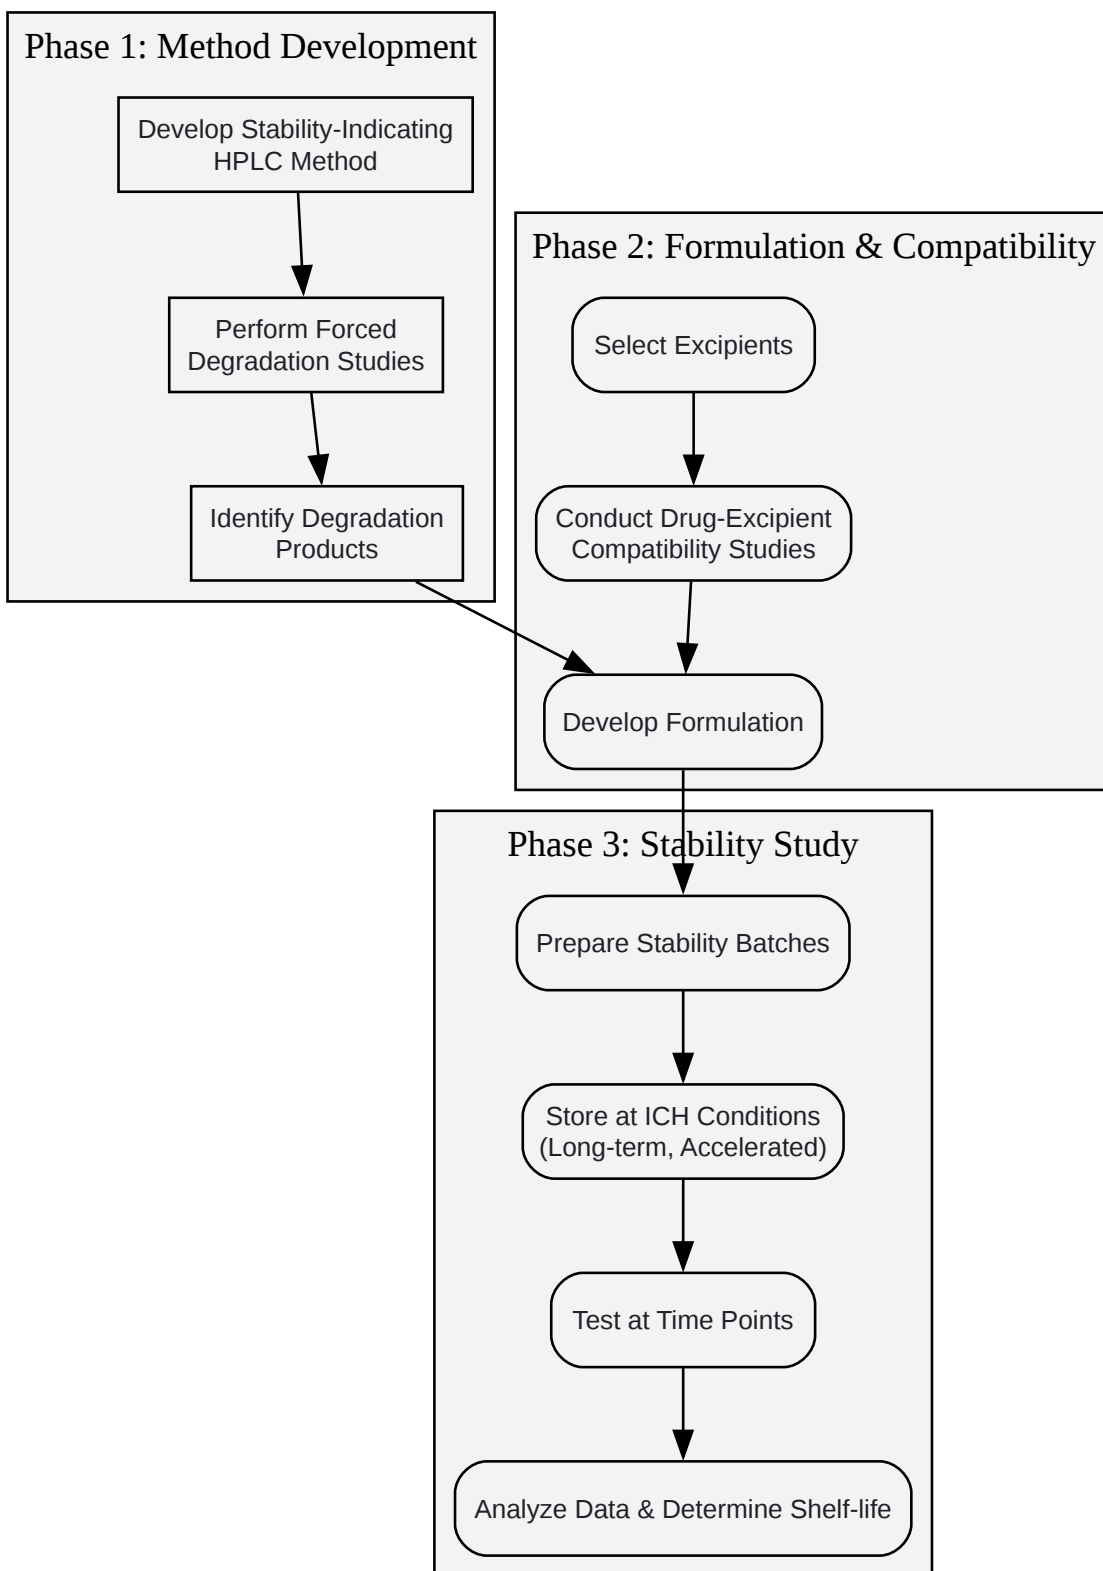 Phase 1: Method Development
Develop Stability-Indicating
HPLC Method
Perform Forced
Degradation Studies
Identify Degradation
Products
Phase 2: Formulation & Compatibility
Select Excipients
Conduct Drug-Excipient
Compatibility Studies
Develop Formulation
Phase 3: Stability Study
Prepare Stability Batches
Store at ICH Conditions
(Long-term, Accelerated)
Test at Time Points
Analyze Data & Determine Shelf-life